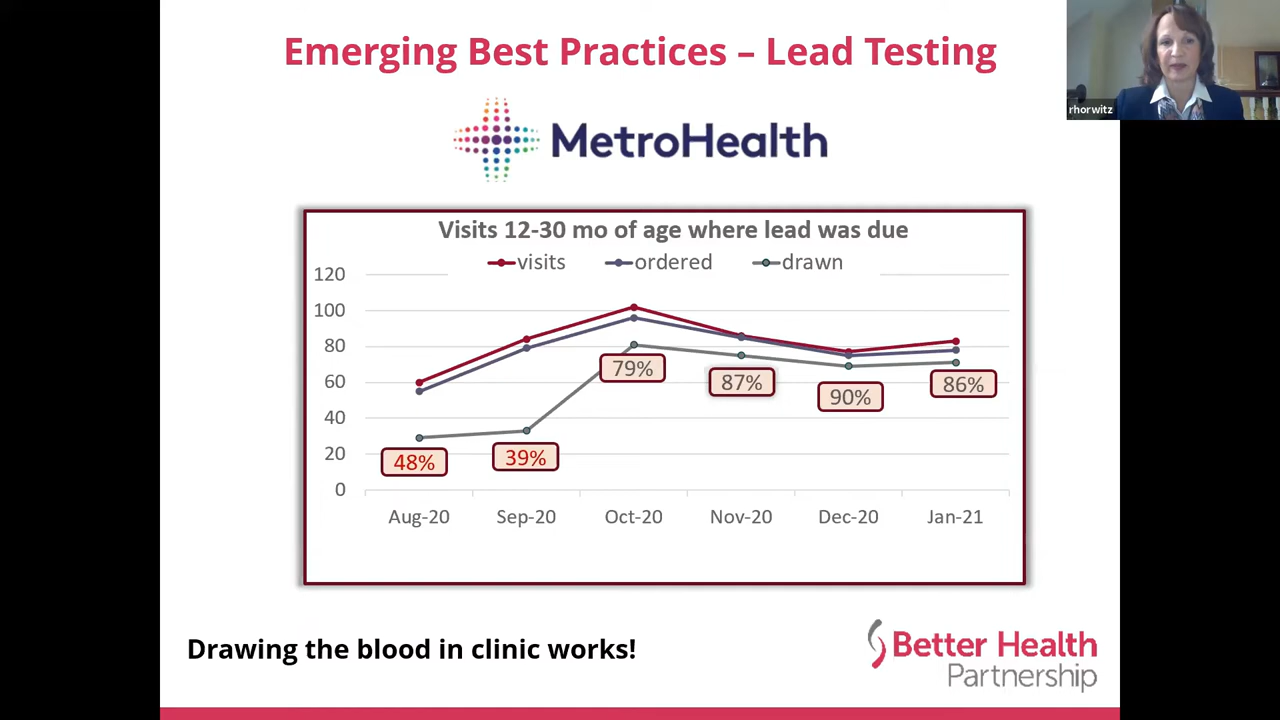 Emerging Best Practices – Lead Testing
rhorwitz
MetroHealth
Visits 12-30 mo of age where lead was due
visits ordered drawn
120
100
80
60
40
20
0
79%
87%
90%
86%
48%
39%
Aug-20 Sep-20 Oct-20 Nov-20 Dec-20 Jan-21
Drawing the blood in clinic works!
Better Health
Partnership